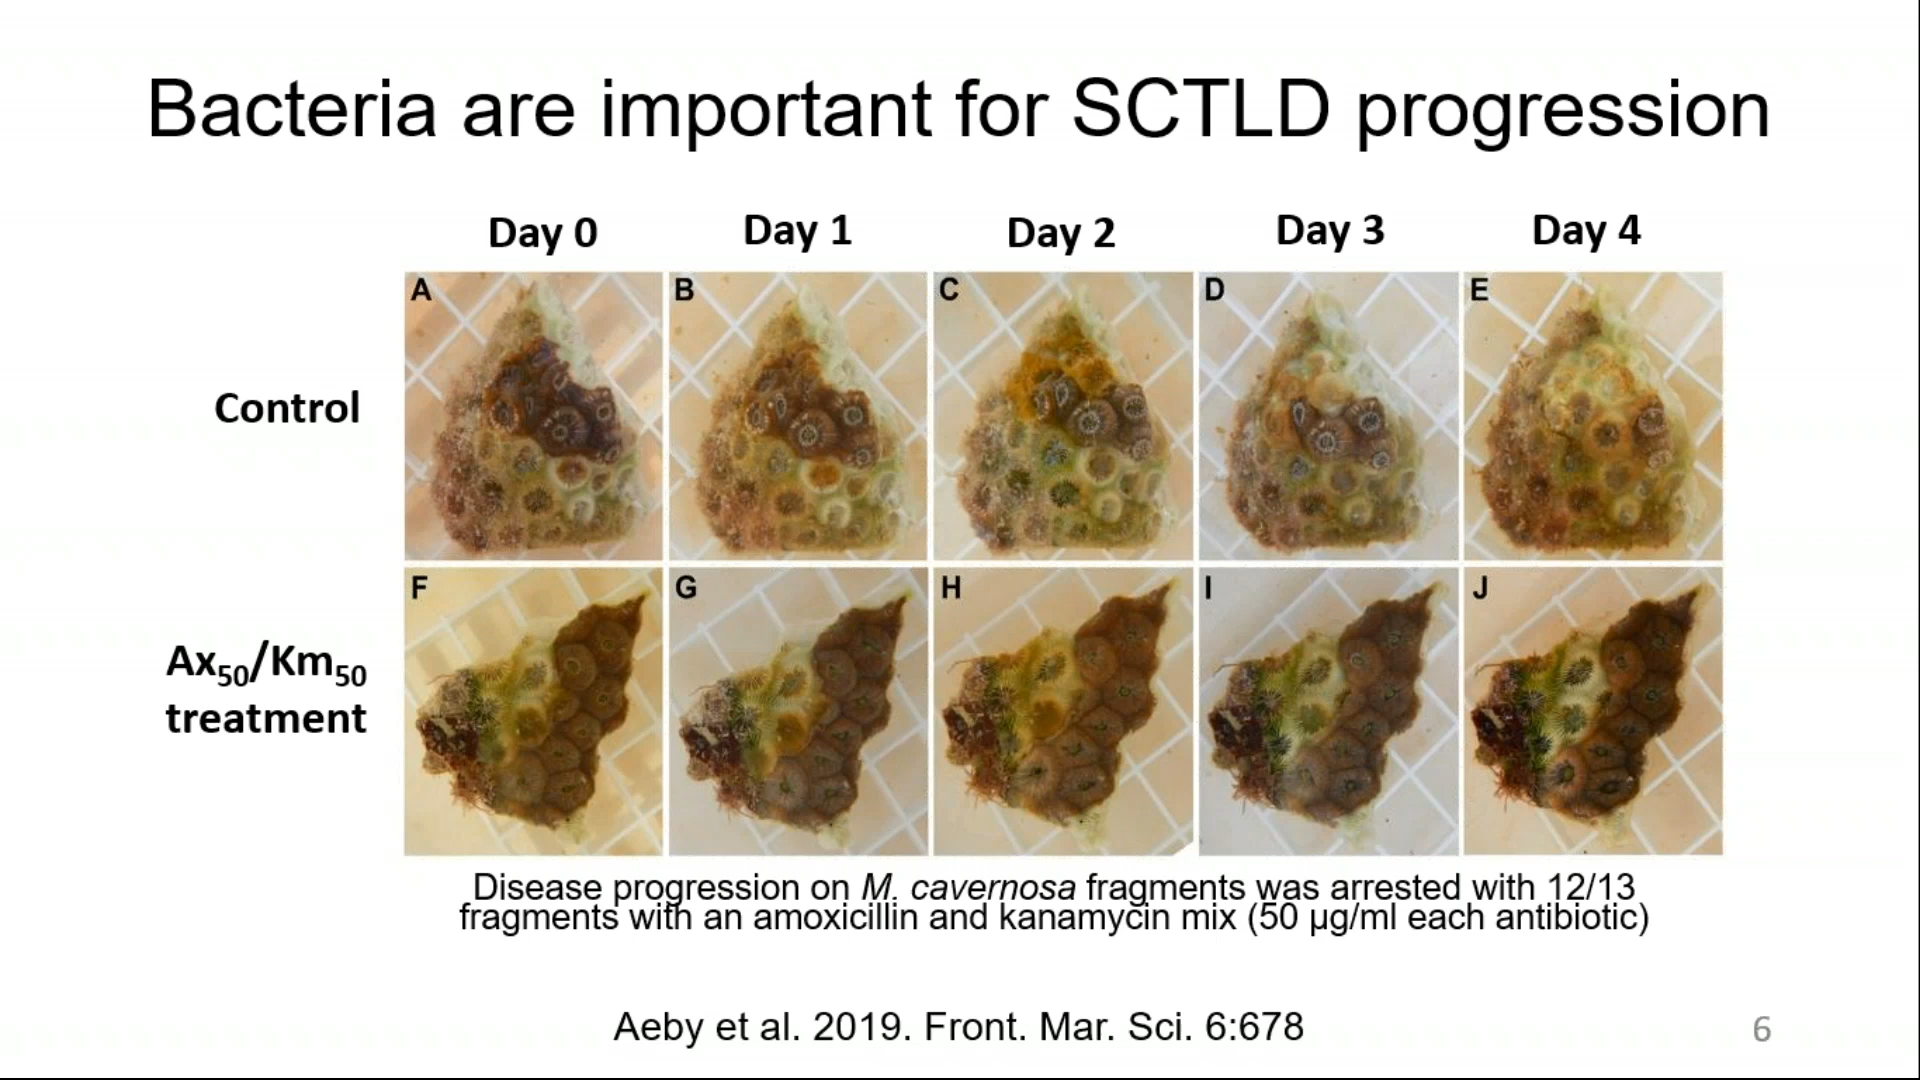 Bacteria are important for SCTLD progression
Day 0 Day 1 Day 2 Day 3 Day 4
A B C D E
Control
F G H I J
Ax50/Km50
treatment
Disease progression on M. cavernosa fragments was arrested with 12/13
fragments with an amoxicillin and kanamycin mix (50 µg/ml each antibiotic)
Aeby et al. 2019. Front. Mar. Sci. 6:678
6